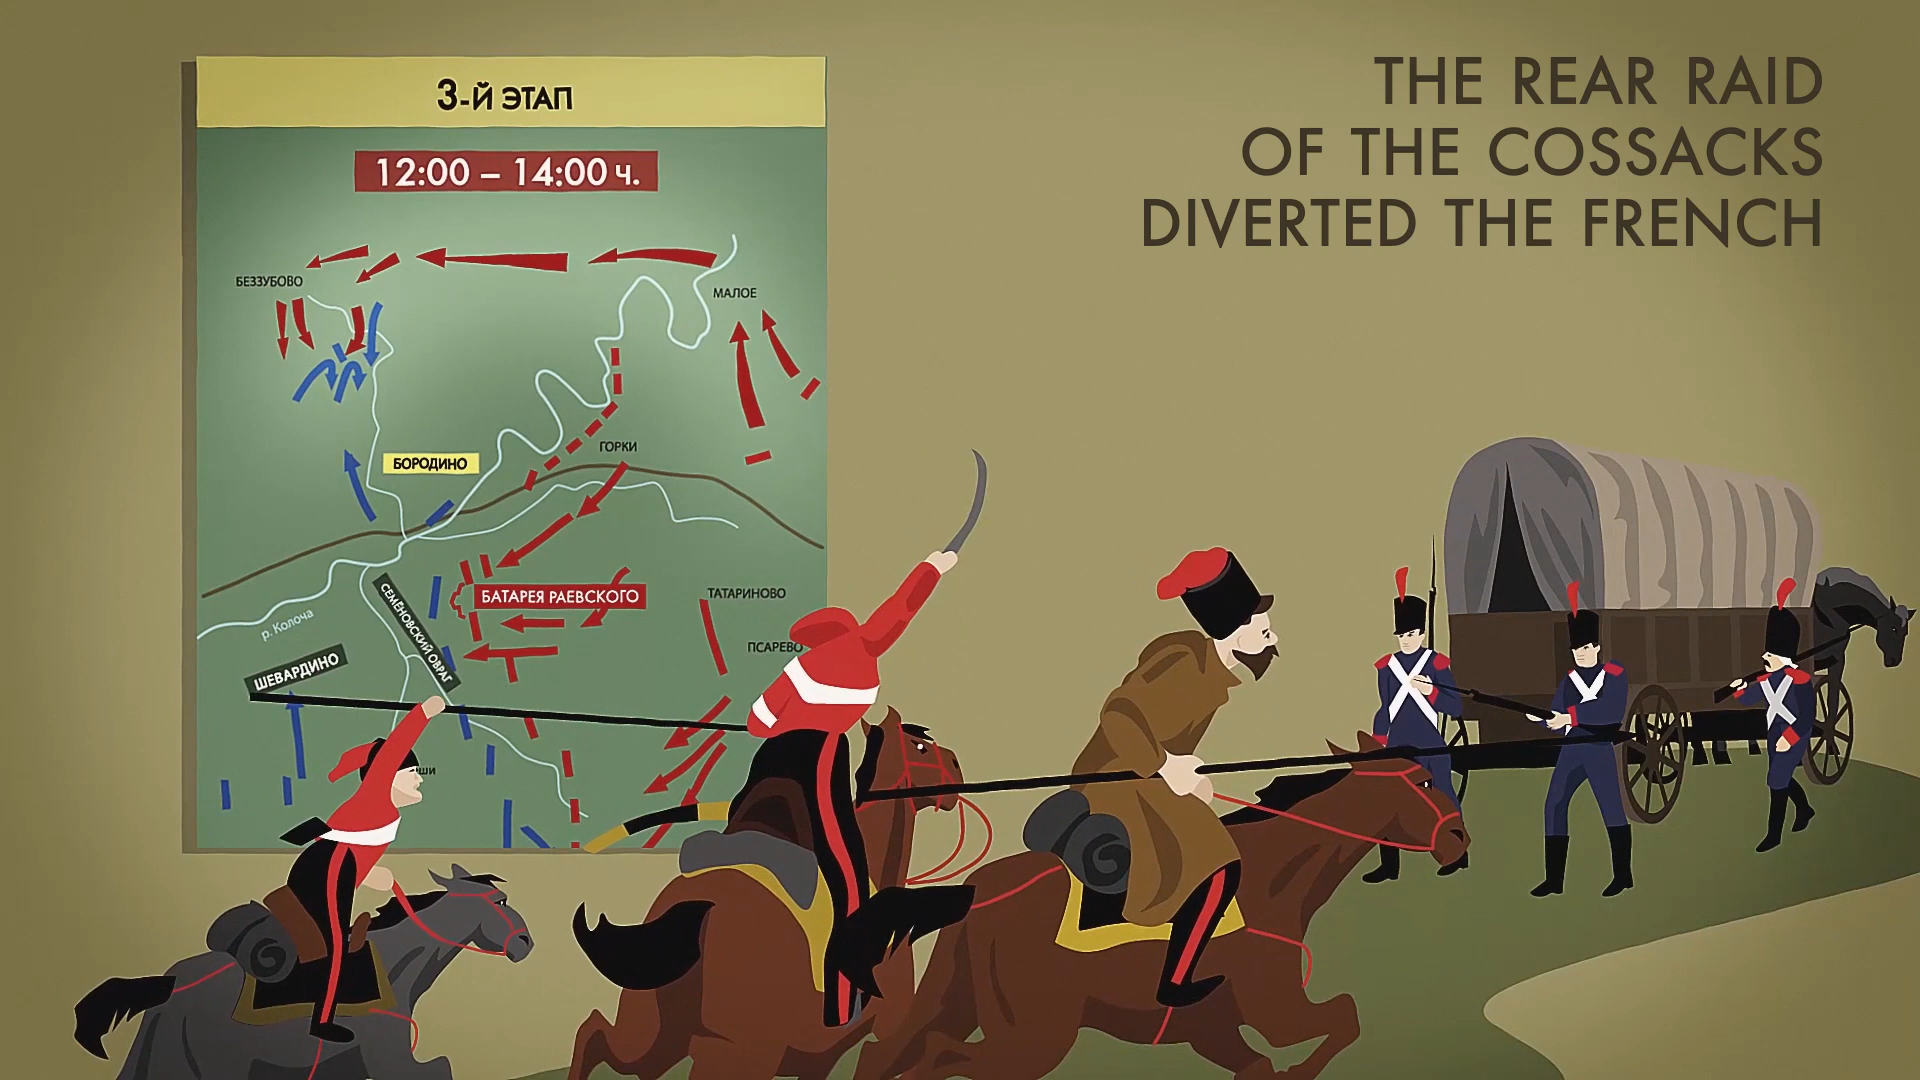 3-Й ЭТАП
12:00 – 14:00 ч.
THE REAR RAID
OF THE COSSACKS
DIVERTED THE FRENCH
БЕЗЗУБОВО
МАЛОЕ
ГОРКИ
БОРОДИНО
БАТАРЕЯ РАЕВСКОГО
ТАТАРИНОВО
р. Колоча
СЕМЁНОВСКИЙ ОВРАГ
ПСАРЕВО
ШЕВАРДИНО